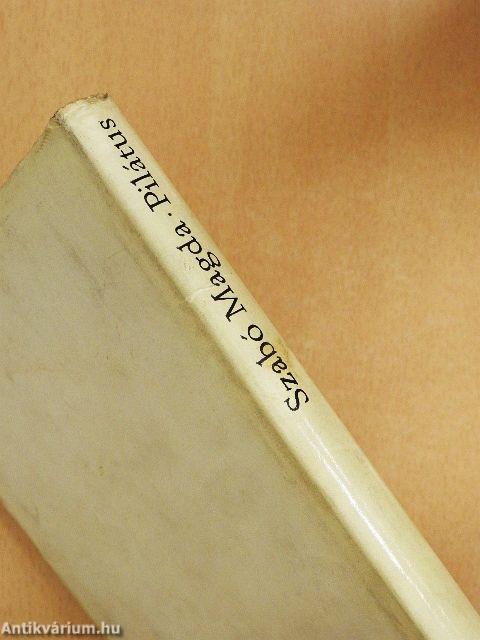 Szabó Magda · Pilátus
Antikvárium.hu